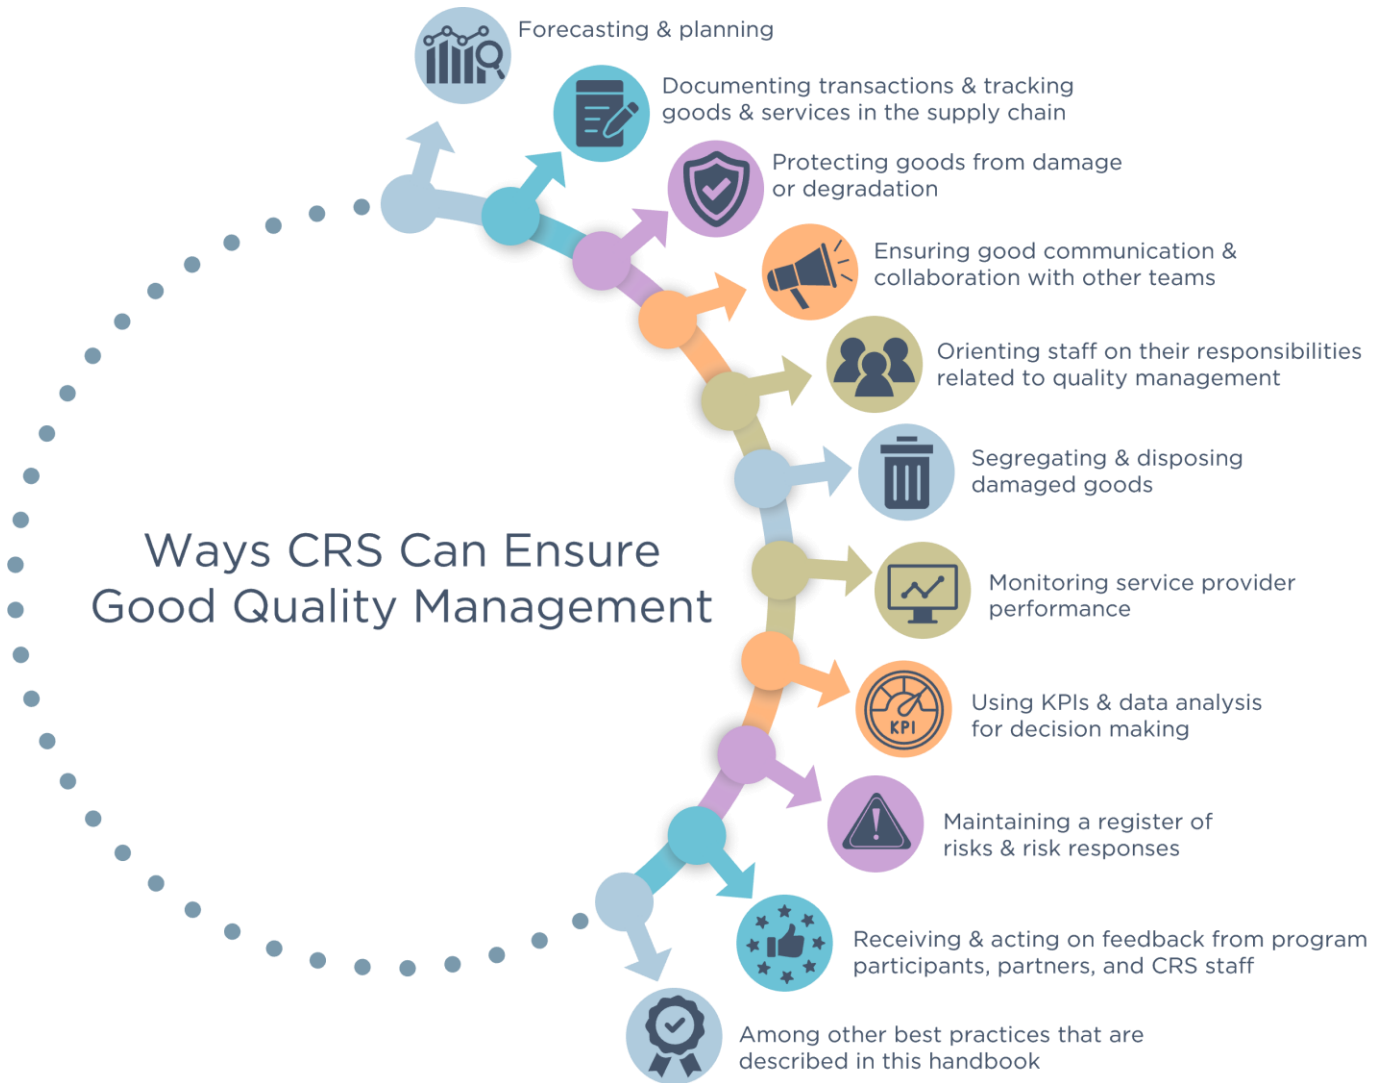 Forecasting & planning
Documenting transactions & tracking
goods & services in the supply chain
Protecting goods from damage
or degradation
Ensuring good communication &
collaboration with other teams
Orienting staff on their responsibilities
related to quality management
Segregating & disposing
damaged goods
Ways CRS Can Ensure
Good Quality Management
Monitoring service provider
performance
Using KPIs & data analysis
for decision making
KPI
Maintaining a register of
risks & risk responses
Receiving & acting on feedback from program
participants, partners, and CRS staff
Among other best practices that are
described in this handbook